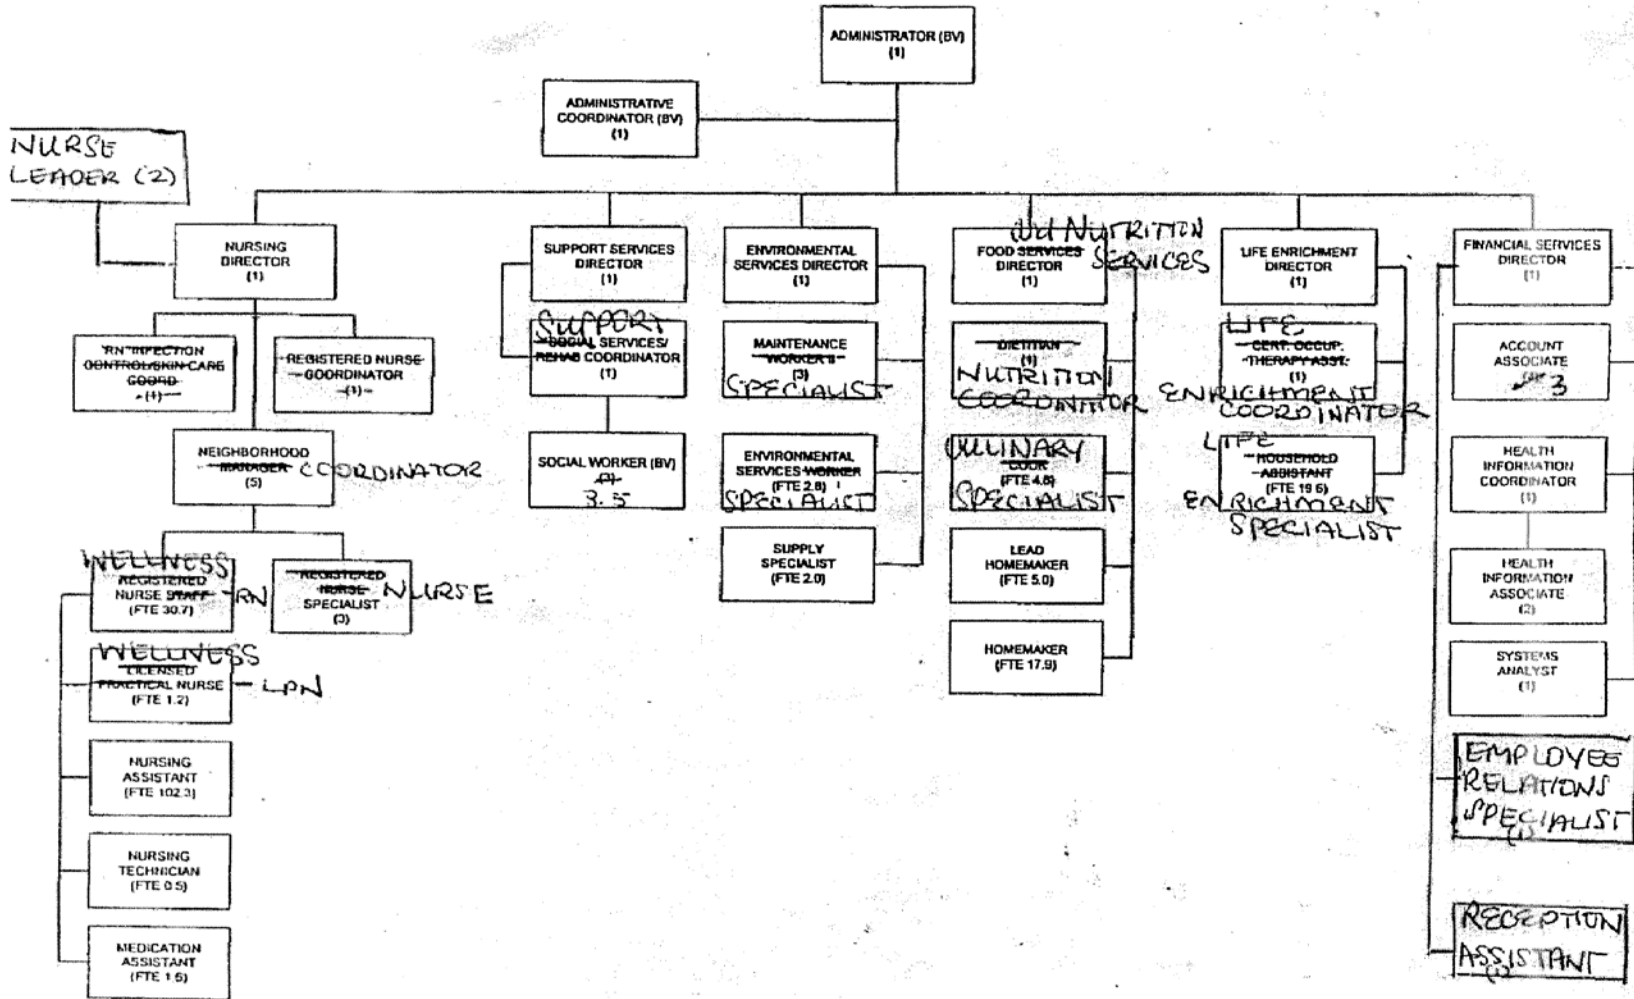 ADMINISTRATOR (BV)
(1)
ADMINISTRATIVE
COORDINATOR (BV)
(1)
NURSE
LEADER (2)
NURSING
DIRECTOR
(1)
RN INFECTION
CONTROL/SKIN CARE
COORD
(1)
REGISTERED NURSE
COORDINATOR
(1)
NEIGHBORHOOD
MANAGER COORDINATOR
(5)
WELLNESS
REGISTERED
NURSE STAFF RN
(FTE 30.7)
REGISTERED
NURSE NURSE
SPECIALIST
(3)
WELLNESS
LICENSED
PRACTICAL NURSE LPN
(FTE 1.2)
NURSING
ASSISTANT
(FTE 102.3)
NURSING
TECHNICIAN
(FTE 0.5)
MEDICATION
ASSISTANT
(FTE 1.6)
SUPPORT SERVICES
DIRECTOR
(1)
SUPPORT
SOCIAL SERVICES/
REHAB COORDINATOR
(1)
SOCIAL WORKER (BV)
3.5
ENVIRONMENTAL
SERVICES DIRECTOR
(1)
MAINTENANCE
WORKER II
(3)
SPECIALIST
ENVIRONMENTAL
SERVICES WORKER
(FTE 2.8)
SPECIALIST
SUPPLY
SPECIALIST
(FTE 2.0)
NUTRITION
FOOD SERVICES SERVICES
DIRECTOR
(1)
DIETITIAN
(1)
NUTRITION
COORDINATOR
CULINARY
COOK
(FTE 4.8)
SPECIALIST
LEAD
HOMEMAKER
(FTE 5.0)
HOMEMAKER
(FTE 17.9)
LIFE ENRICHMENT
DIRECTOR
(1)
LIFE
CERT. OCCUP.
THERAPY ASST.
(1)
ENRICHMENT
COORDINATOR
LIFE
HOUSEHOLD
ASSISTANT
(FTE 19.6)
ENRICHMENT
SPECIALIST
FINANCIAL SERVICES
DIRECTOR
(1)
ACCOUNT
ASSOCIATE
3
HEALTH
INFORMATION
COORDINATOR
(1)
HEALTH
INFORMATION
ASSOCIATE
(2)
SYSTEMS
ANALYST
(1)
EMPLOYEE
RELATIONS
SPECIALIST
(1)
RECEPTION
ASSISTANT
(1)